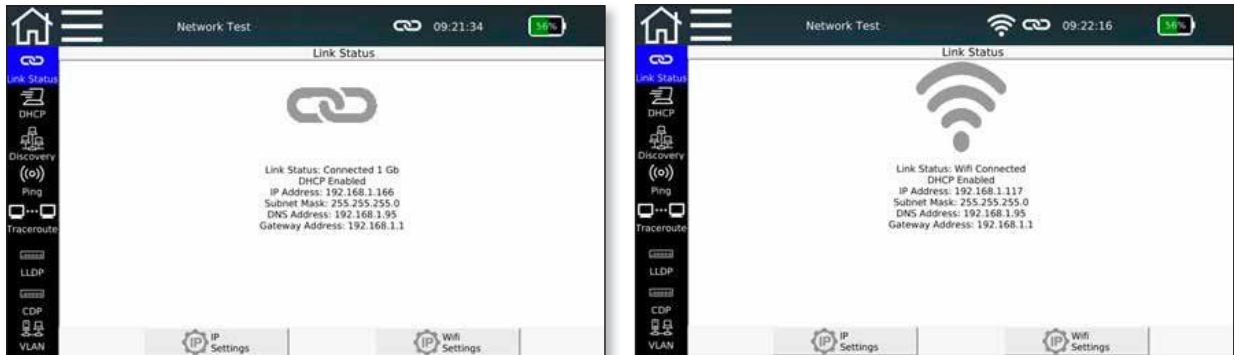 Network Test
09:21:34
56%
Link Status
Link Status
DHCP
Discovery
Ping
Traceroute
LLDP
CDP
VLAN
Link Status: Connected 1 Gb
DHCP Enabled
IP Address: 192.168.1.166
Subnet Mask: 255.255.255.0
DNS Address: 192.168.1.95
Gateway Address: 192.168.1.1
IP
IP
Settings
IP
Wifi
Settings
Network Test
09:22:16
56%
Link Status
Link Status
DHCP
Discovery
Ping
Traceroute
LLDP
CDP
VLAN
Link Status: Wifi Connected
DHCP Enabled
IP Address: 192.168.1.117
Subnet Mask: 255.255.255.0
DNS Address: 192.168.1.95
Gateway Address: 192.168.1.1
IP
IP
Settings
IP
Wifi
Settings